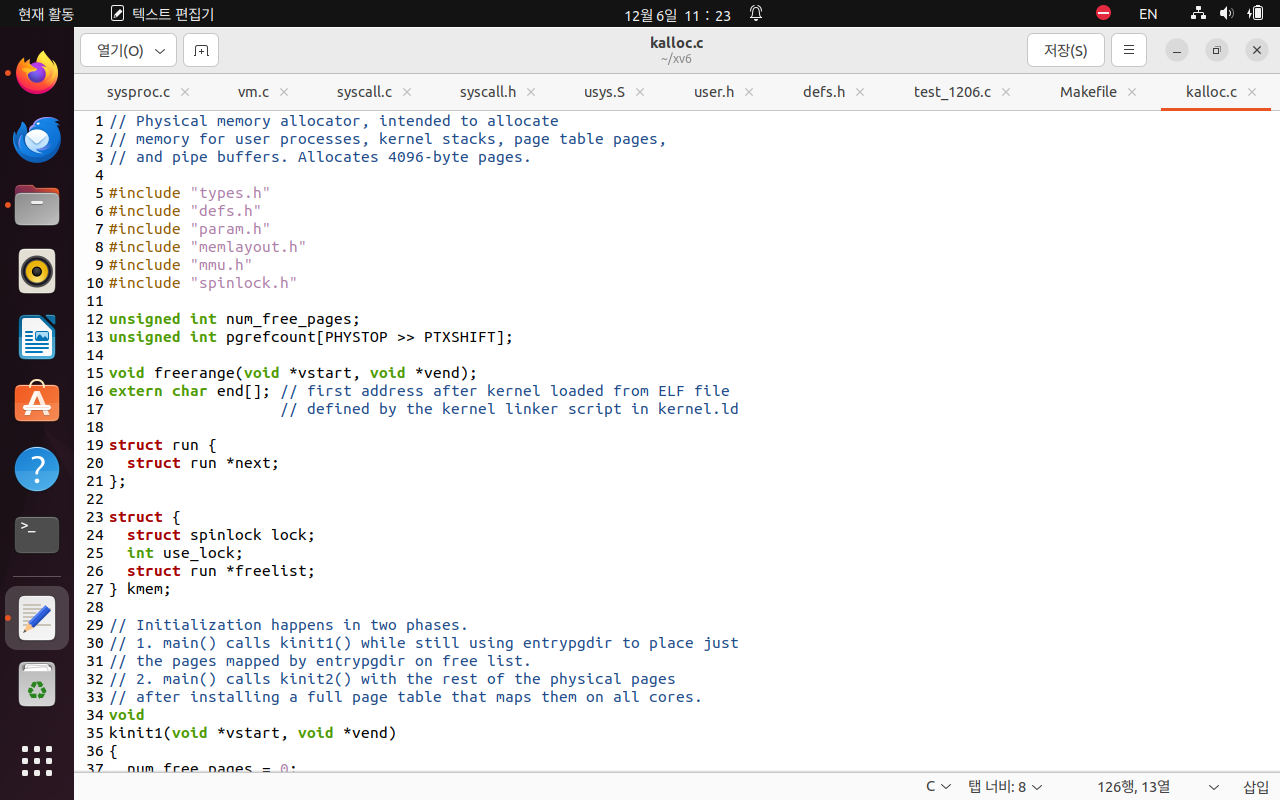 현재 활동
텍스트 편집기
12월 6일 11 : 23
EN
열기(O)
kalloc.c
~/xv6
저장(S)
sysproc.c
vm.c
syscall.c
syscall.h
usys.S
user.h
defs.h
test_1206.c
Makefile
kalloc.c
1 // Physical memory allocator, intended to allocate
2 // memory for user processes, kernel stacks, page table pages,
3 // and pipe buffers. Allocates 4096-byte pages.
4
5 #include "types.h"
6 #include "defs.h"
7 #include "param.h"
8 #include "memlayout.h"
9 #include "mmu.h"
10 #include "spinlock.h"
11
12 unsigned int num_free_pages;
13 unsigned int pgrefcount[PHYSTOP >> PTXSHIFT];
14
15 void freerange(void *vstart, void *vend);
16 extern char end[]; // first address after kernel loaded from ELF file
17 // defined by the kernel linker script in kernel.ld
18
19 struct run {
20 struct run *next;
21 };
22
23 struct {
24 struct spinlock lock;
25 int use_lock;
26 struct run *freelist;
27 } kmem;
28
29 // Initialization happens in two phases.
30 // 1. main() calls kinit1() while still using entrypgdir to place just
31 // the pages mapped by entrypgdir on free list.
32 // 2. main() calls kinit2() with the rest of the physical pages
33 // after installing a full page table that maps them on all cores.
34 void
35 kinit1(void *vstart, void *vend)
36 {
37 num_free_pages = 0;
C
탭 너비: 8
126행, 13열
삽입